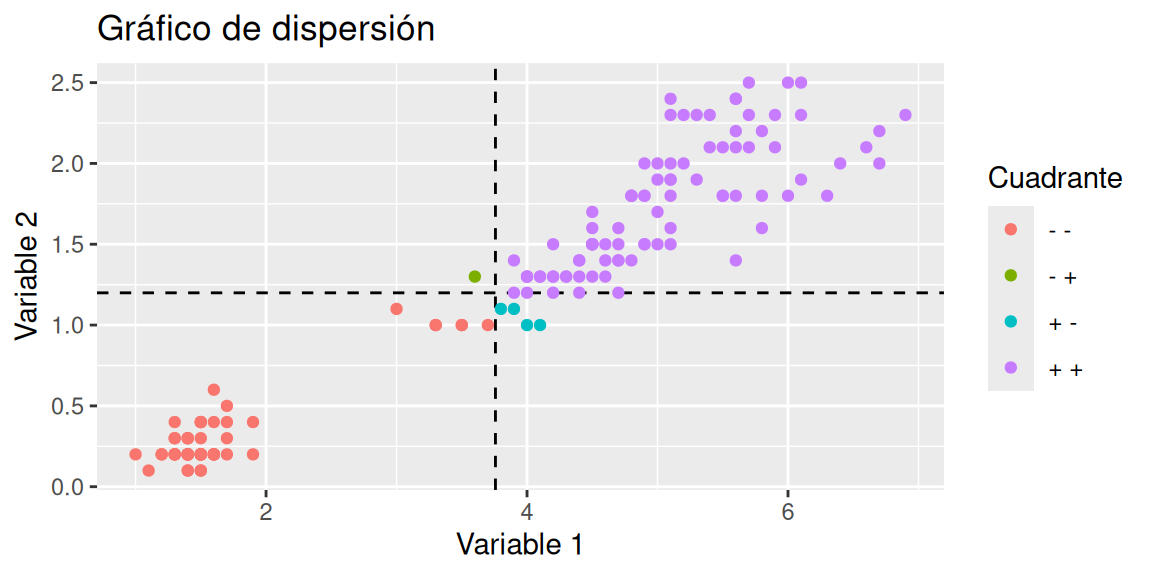 Gráfico de dispersión
2.5
2.0
1.5
1.0
0.5
0.0
Variable 2
2 4 6
Variable 1
Cuadrante
- -
- +
+ -
+ +